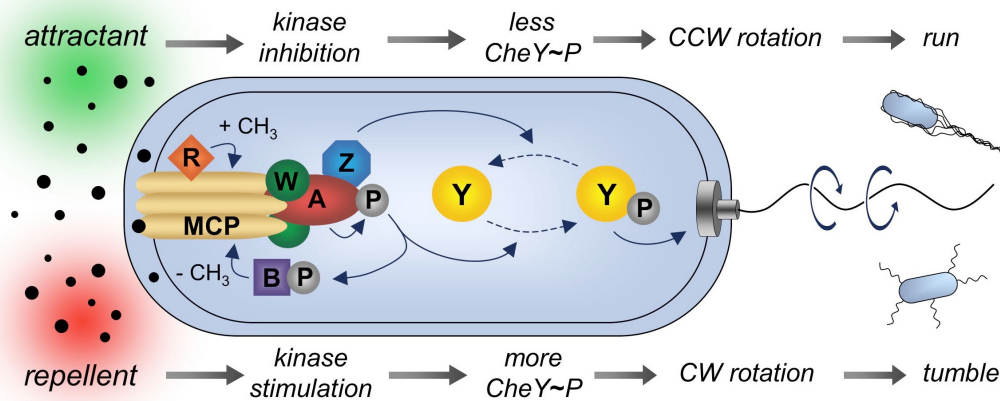 attractant
kinase
inhibition
less
CheY~P
CCW rotation
run
+ CH₃
R
W
A
Z
P
MCP
Y
Y
P
- CH₃
B
P
repellent
kinase
stimulation
more
CheY~P
CW rotation
tumble